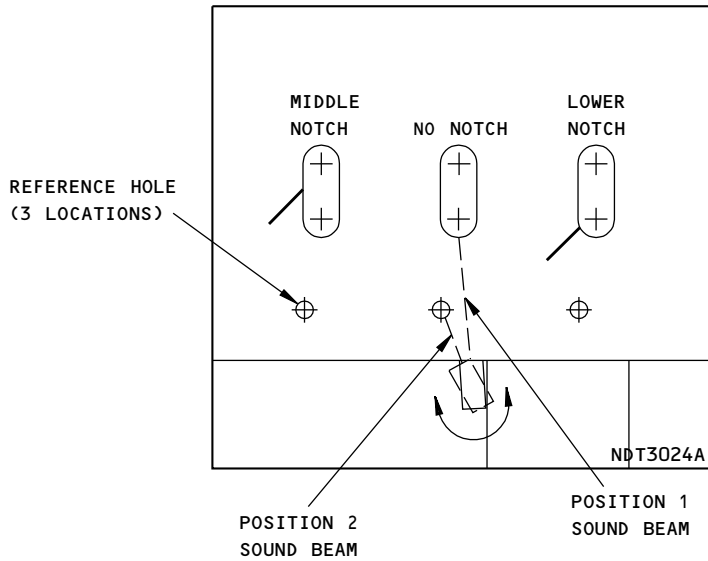 MIDDLE
NOTCH
NO NOTCH
LOWER
NOTCH
REFERENCE HOLE
(3 LOCATIONS)
NDT3024A
POSITION 2
SOUND BEAM
POSITION 1
SOUND BEAM